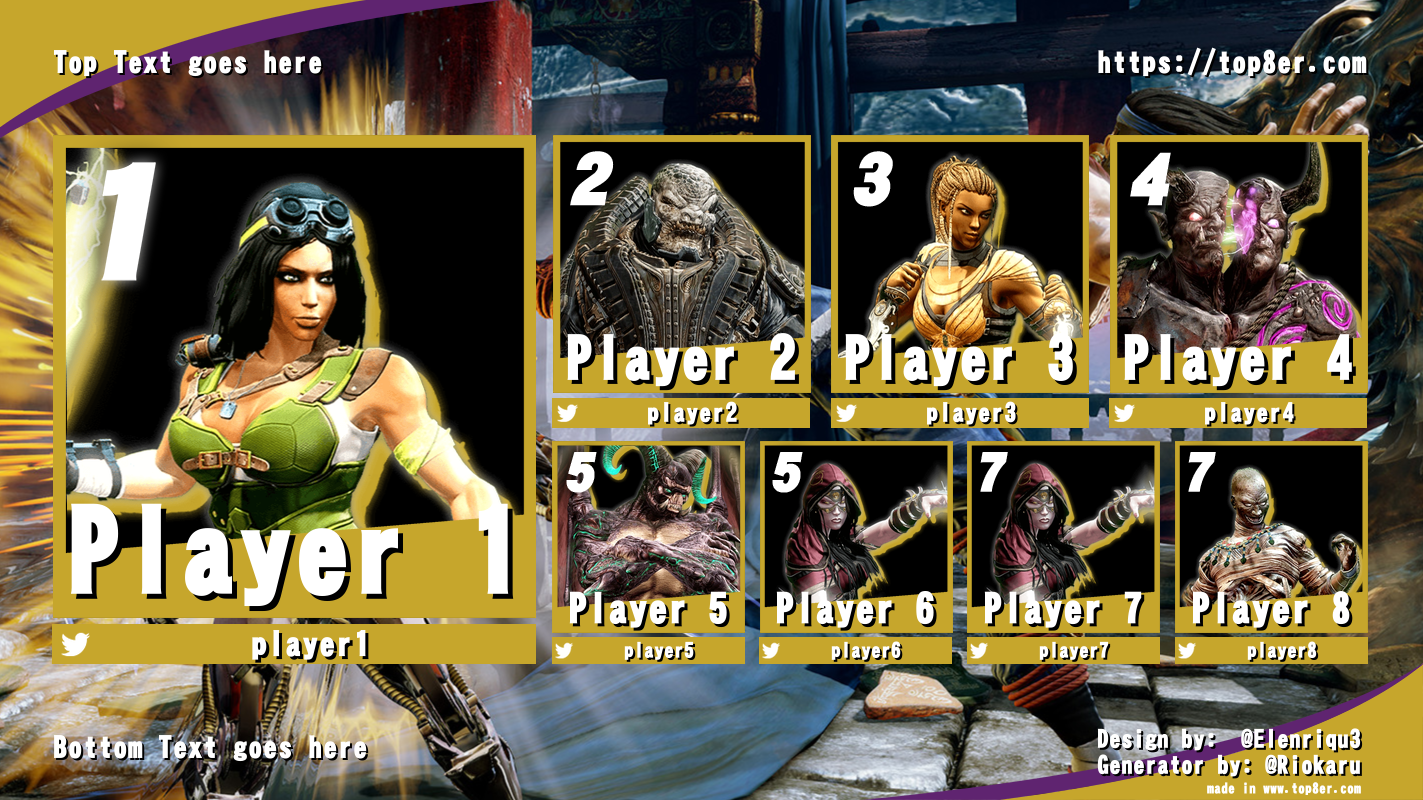 Top Text goes here
https://top8er.com
1
Player 1
player1
2
Player 2
player2
3
Player 3
player3
4
Player 4
player4
5
Player 5
player5
5
Player 6
player6
7
Player 7
player7
7
Player 8
player8
Bottom Text goes here
Design by: @Elenriqu3
Generator by: @Riokaru
made in www.top8er.com